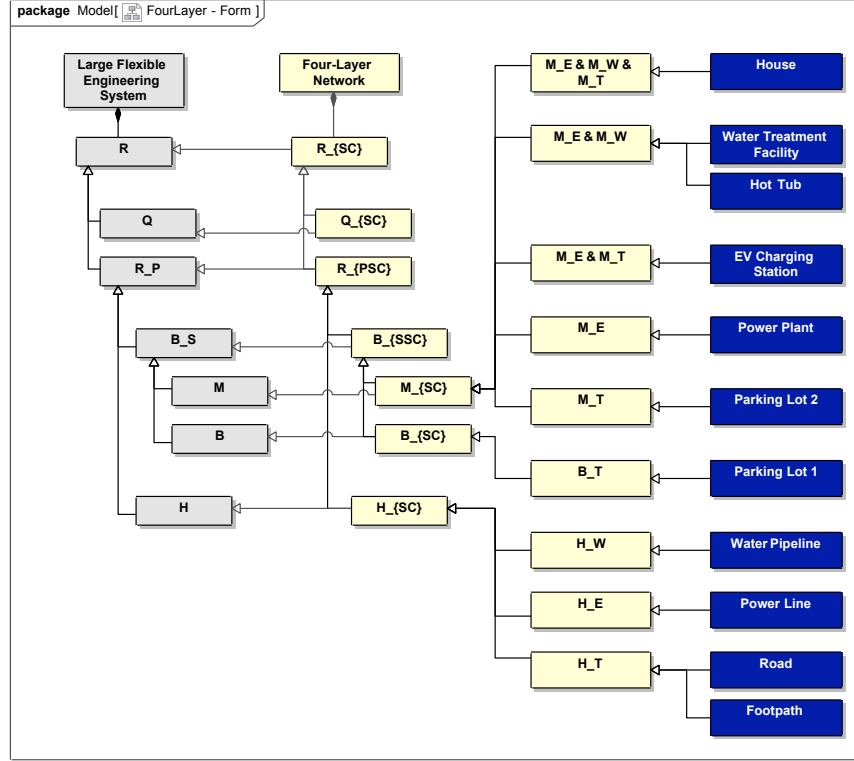 package Model[ FourLayer - Form ]
Large Flexible
Engineering
System
Four-Layer
Network
M_E & M_W &
M_T
House
R
R_{SC}
M_E & M_W
Water Treatment
Facility
Hot Tub
Q
Q_{SC}
R_P
R_{PSC}
M_E & M_T
EV Charging
Station
B_S
B_{SSC}
M_E
Power Plant
M
M_{SC}
M_T
Parking Lot 2
B
B_{SC}
B_T
Parking Lot 1
H
H_{SC}
H_W
Water Pipeline
H_E
Power Line
H_T
Road
Footpath